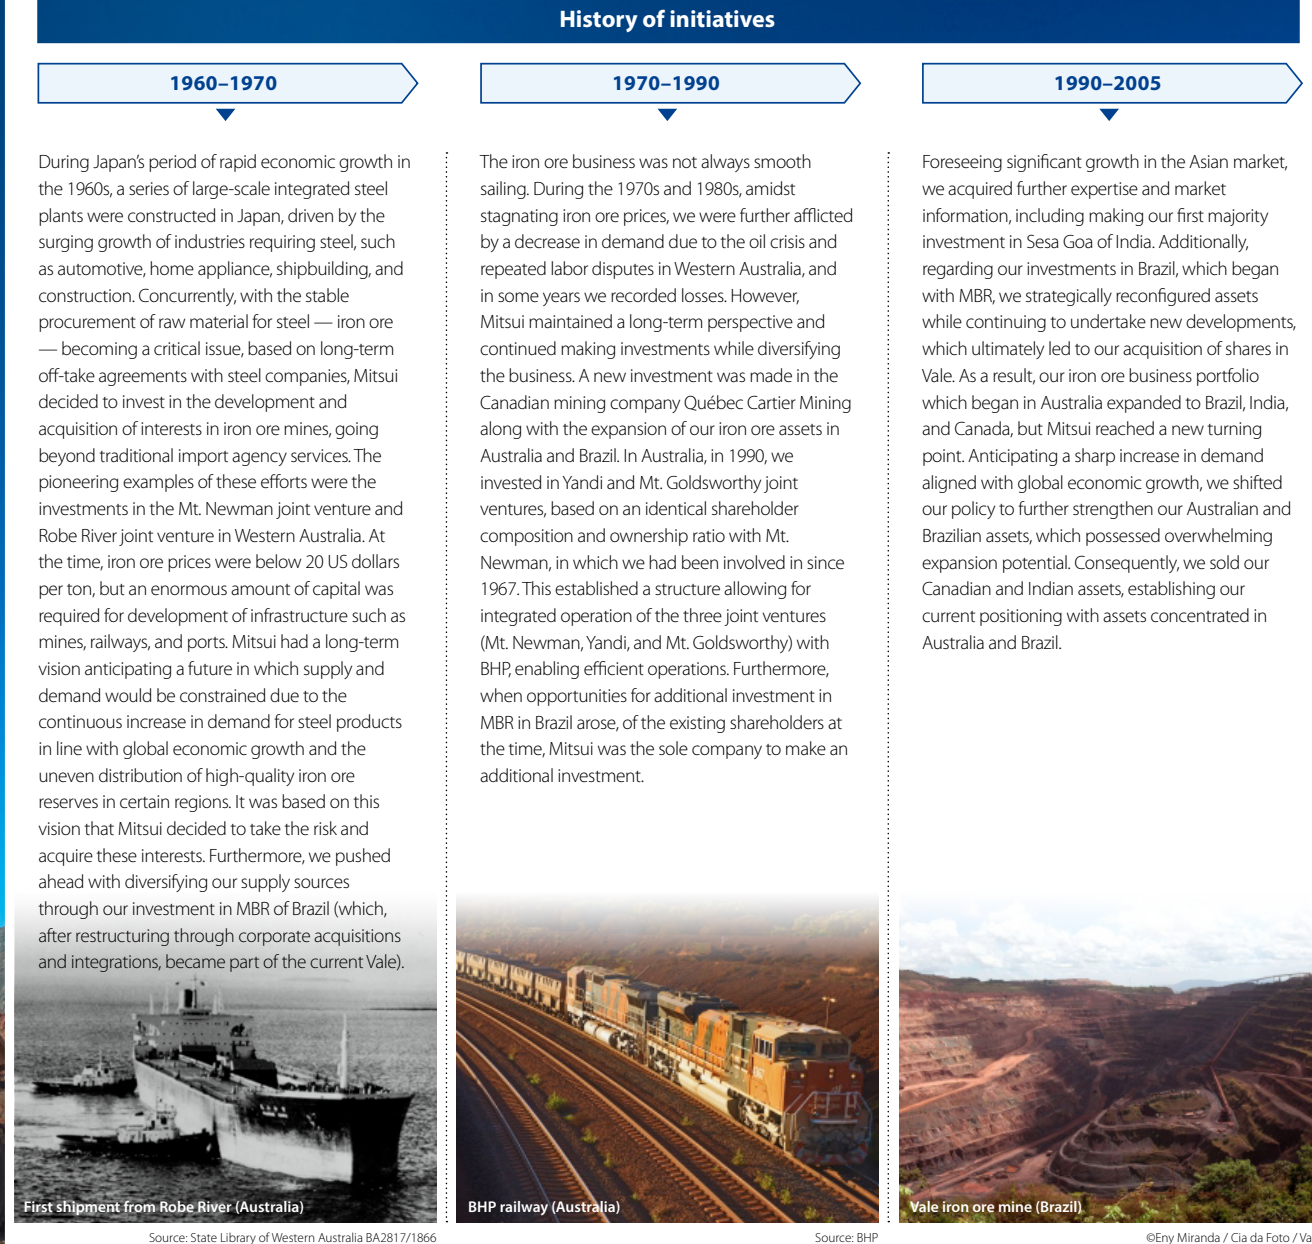 History of initiatives
1960–1970
During Japan's period of rapid economic growth in
the 1960s, a series of large-scale integrated steel
plants were constructed in Japan, driven by the
surging growth of industries requiring steel, such
as automotive, home appliance, shipbuilding, and
construction. Concurrently, with the stable
procurement of raw material for steel — iron ore
— becoming a critical issue, based on long-term
off-take agreements with steel companies, Mitsui
decided to invest in the development and
acquisition of interests in iron ore mines, going
beyond traditional import agency services. The
pioneering examples of these efforts were the
investments in the Mt. Newman joint venture and
Robe River joint venture in Western Australia. At
the time, iron ore prices were below 20 US dollars
per ton, but an enormous amount of capital was
required for development of infrastructure such as
mines, railways, and ports. Mitsui had a long-term
vision anticipating a future in which supply and
demand would be constrained due to the
continuous increase in demand for steel products
in line with global economic growth and the
uneven distribution of high-quality iron ore
reserves in certain regions. It was based on this
vision that Mitsui decided to take the risk and
acquire these interests. Furthermore, we pushed
ahead with diversifying our supply sources
through our investment in MBR of Brazil (which,
after restructuring through corporate acquisitions
and integrations, became part of the current Vale).
First shipment from Robe River (Australia)
Source: State Library of Western Australia BA2817/1866
1970–1990
The iron ore business was not always smooth
sailing. During the 1970s and 1980s, amidst
stagnating iron ore prices, we were further afflicted
by a decrease in demand due to the oil crisis and
repeated labor disputes in Western Australia, and
in some years we recorded losses. However,
Mitsui maintained a long-term perspective and
continued making investments while diversifying
the business. A new investment was made in the
Canadian mining company Québec Cartier Mining
along with the expansion of our iron ore assets in
Australia and Brazil. In Australia, in 1990, we
invested in Yandi and Mt. Goldsworthy joint
ventures, based on an identical shareholder
composition and ownership ratio with Mt.
Newman, in which we had been involved in since
1967. This established a structure allowing for
integrated operation of the three joint ventures
(Mt. Newman, Yandi, and Mt. Goldsworthy) with
BHP, enabling efficient operations. Furthermore,
when opportunities for additional investment in
MBR in Brazil arose, of the existing shareholders at
the time, Mitsui was the sole company to make an
additional investment.
BHP railway (Australia)
Source: BHP
1990–2005
Foreseeing significant growth in the Asian market,
we acquired further expertise and market
information, including making our first majority
investment in Sesa Goa of India. Additionally,
regarding our investments in Brazil, which began
with MBR, we strategically reconfigured assets
while continuing to undertake new developments,
which ultimately led to our acquisition of shares in
Vale. As a result, our iron ore business portfolio
which began in Australia expanded to Brazil, India,
and Canada, but Mitsui reached a new turning
point. Anticipating a sharp increase in demand
aligned with global economic growth, we shifted
our policy to further strengthen our Australian and
Brazilian assets, which possessed overwhelming
expansion potential. Consequently, we sold our
Canadian and Indian assets, establishing our
current positioning with assets concentrated in
Australia and Brazil.
Vale iron ore mine (Brazil)
©Eny Miranda / Cia da Foto / Va